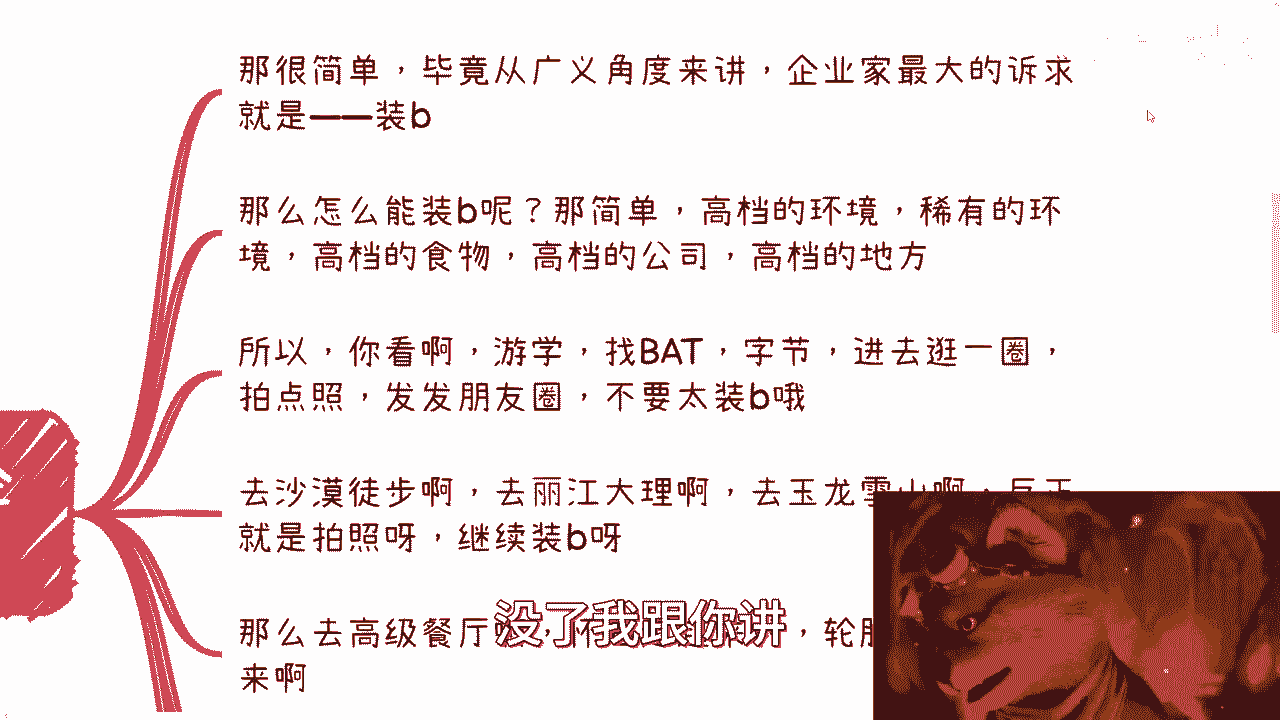 那很简单，毕竟从广义角度来讲，企业家最大的诉求
就是——装b
那么怎么能装b呢？那简单，高档的环境，稀有的环
境，高档的食物，高档的公司，高档的地方
所以，你看啊，游学，找BAT，字节，进去逛一圈，
拍点照，发发朋友圈，不要太装b哦
去沙漠徒步啊，去丽江大理啊，去玉龙雪山啊，反正
就是拍照呀，继续装b呀
那么去高级餐厅
，轮
来啊
没了我跟你讲